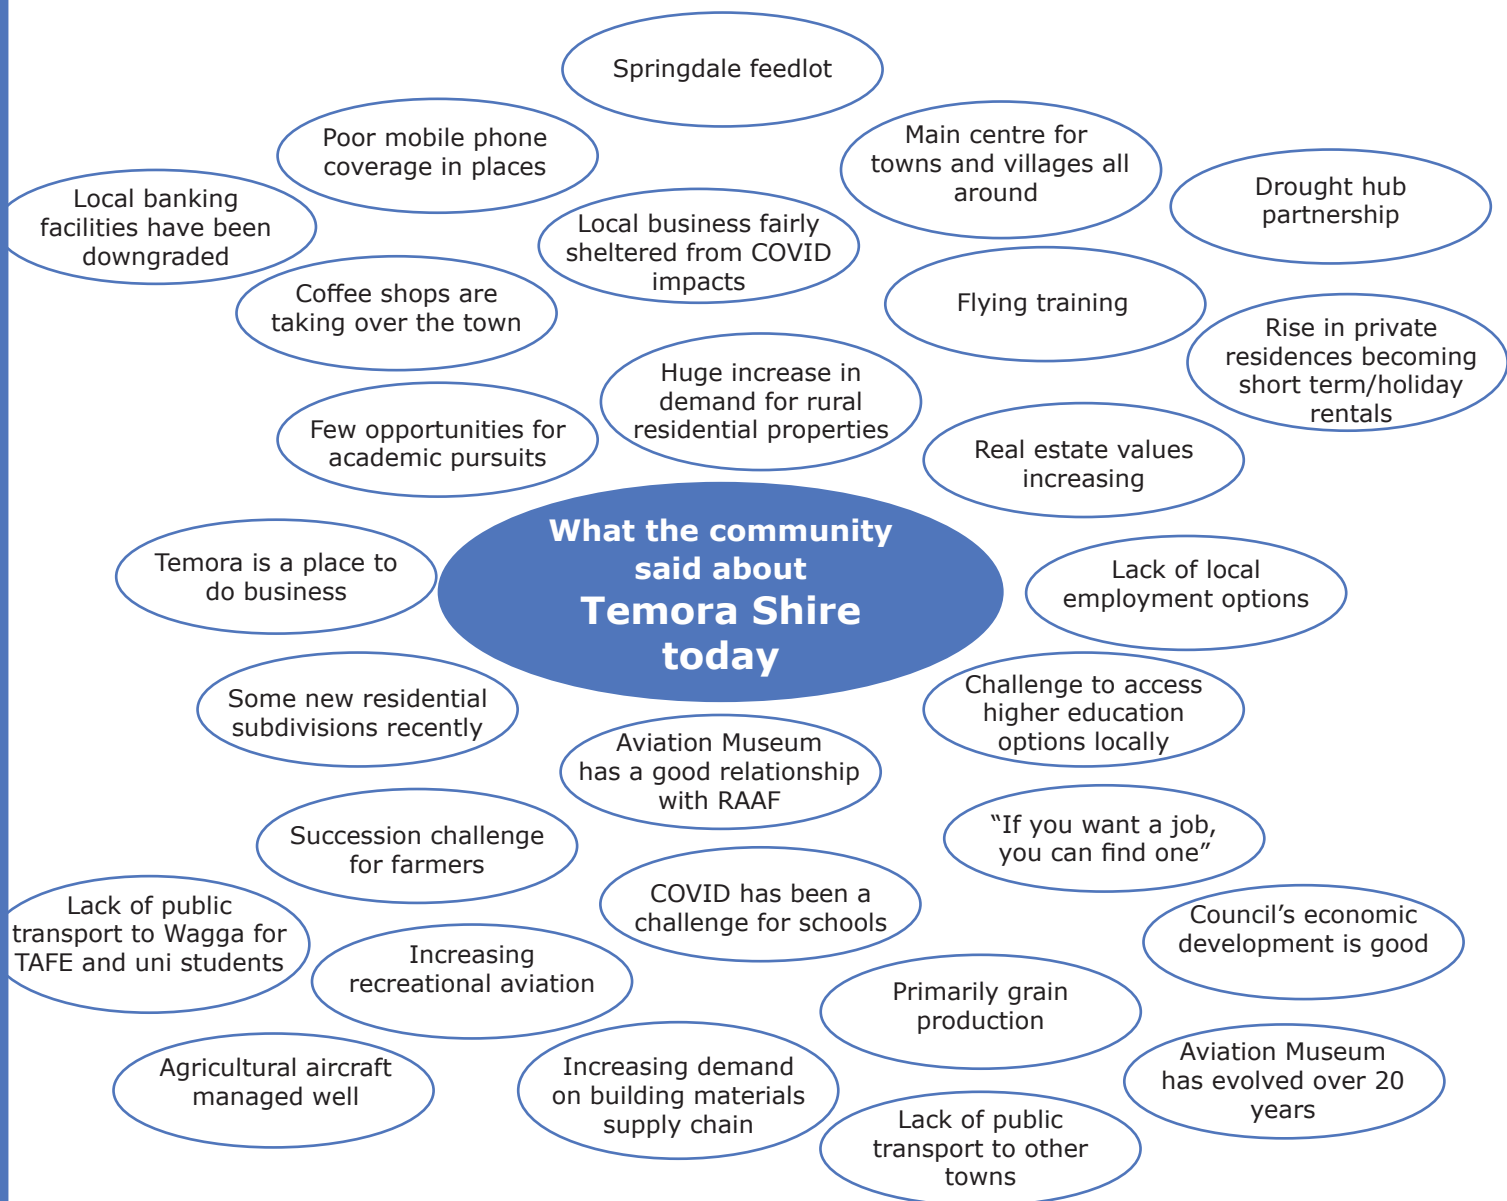 Springdale feedlot
Poor mobile phone
coverage in places
Main centre for
towns and villages all
around
Drought hub
partnership
Local banking
facilities have been
downgraded
Local business fairly
sheltered from COVID
impacts
Coffee shops are
taking over the town
Flying training
Rise in private
residences becoming
short term/holiday
rentals
Huge increase in
demand for rural
residential properties
Few opportunities for
academic pursuits
Real estate values
increasing
What the community
said about
Temora Shire
today
Temora is a place to
do business
Lack of local
employment options
Some new residential
subdivisions recently
Challenge to access
higher education
options locally
Aviation Museum
has a good relationship
with RAAF
Succession challenge
for farmers
“If you want a job,
you can find one”
COVID has been a
challenge for schools
Lack of public
transport to Wagga for
TAFE and uni students
Council’s economic
development is good
Increasing
recreational aviation
Primarily grain
production
Agricultural aircraft
managed well
Increasing demand
on building materials
supply chain
Aviation Museum
has evolved over 20
years
Lack of public
transport to other
towns